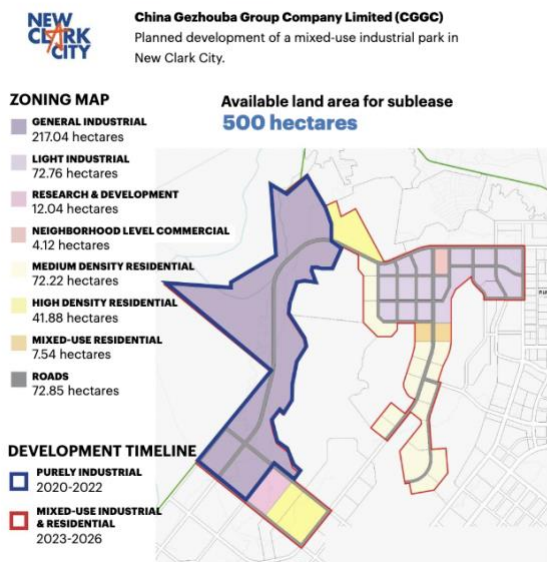 NEW
CLARK
CITY
China Gezhouba Group Company Limited (CGGC)
Planned development of a mixed-use industrial park in
New Clark City.
ZONING MAP
GENERAL INDUSTRIAL
217.04 hectares
LIGHT INDUSTRIAL
72.76 hectares
RESEARCH & DEVELOPMENT
12.04 hectares
NEIGHBORHOOD LEVEL COMMERCIAL
4.12 hectares
MEDIUM DENSITY RESIDENTIAL
72.22 hectares
HIGH DENSITY RESIDENTIAL
41.88 hectares
MIXED-USE RESIDENTIAL
7.54 hectares
ROADS
72.85 hectares
DEVELOPMENT TIMELINE
PURELY INDUSTRIAL
2020-2022
MIXED-USE INDUSTRIAL
& RESIDENTIAL
2023-2026
Available land area for sublease
500 hectares